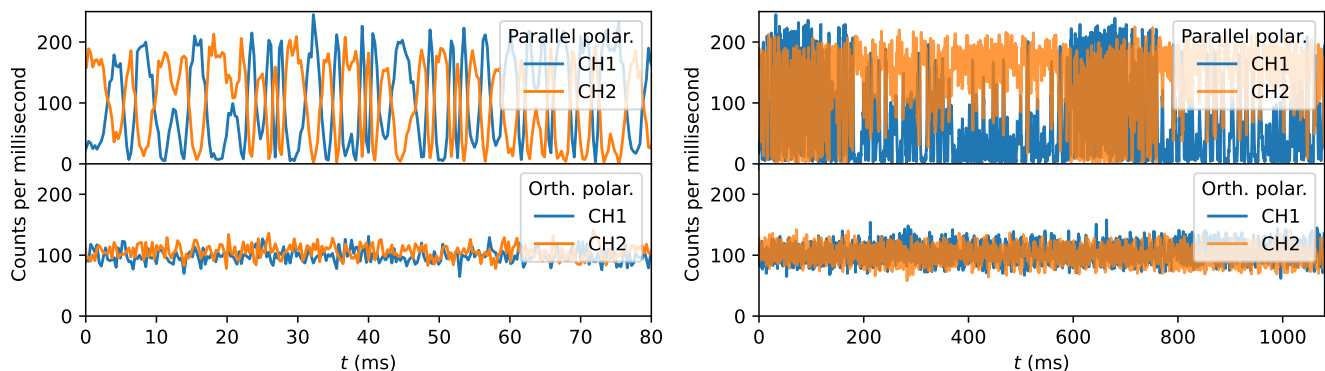 Counts per millisecond
200
100
0
Parallel polar.
CH1
CH2
200
100
0
Orth. polar.
CH1
CH2
0 10 20 30 40 50 60 70 80
t (ms)
Counts per millisecond
200
100
0
Parallel polar.
CH1
CH2
200
100
0
Orth. polar.
CH1
CH2
0 200 400 600 800 1000
t (ms)